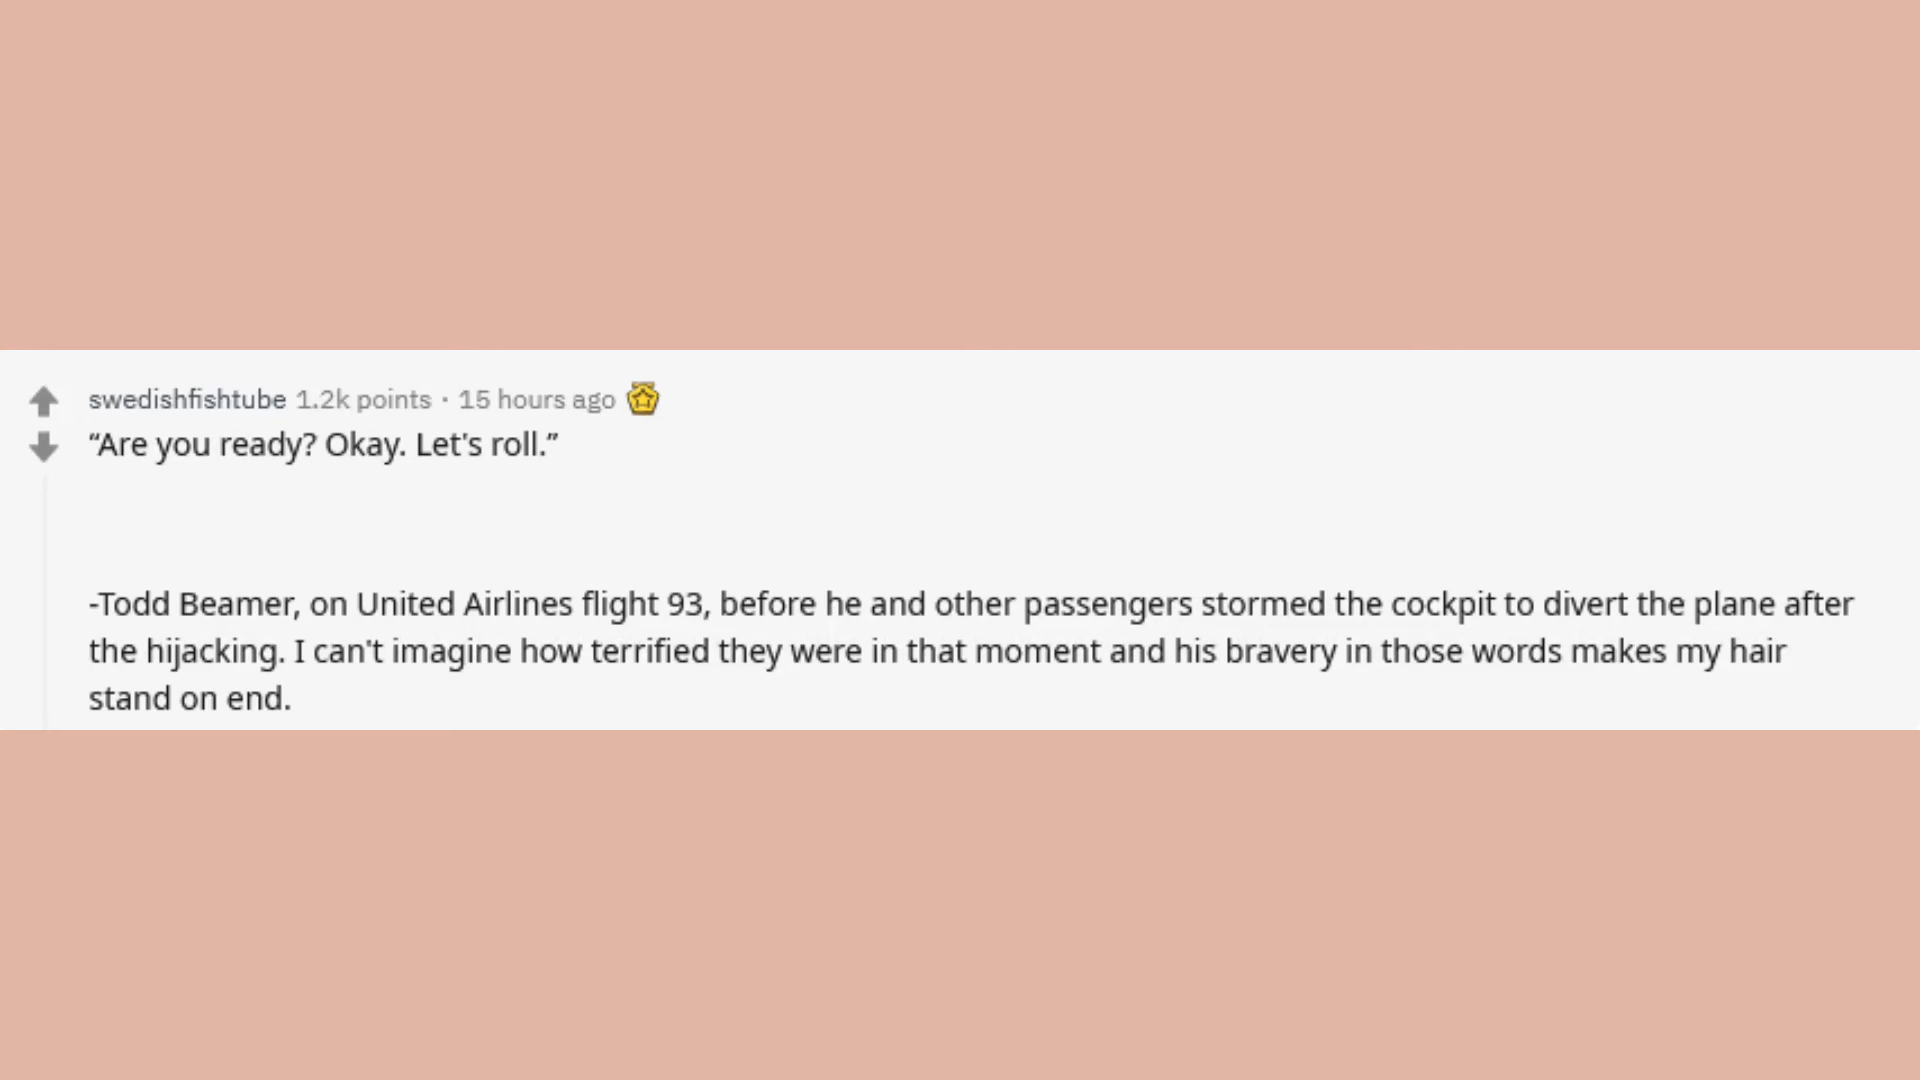 swedishfishtube 1.2k points · 15 hours ago
“Are you ready? Okay. Let's roll.”
-Todd Beamer, on United Airlines flight 93, before he and other passengers stormed the cockpit to divert the plane after
the hijacking. I can't imagine how terrified they were in that moment and his bravery in those words makes my hair
stand on end.